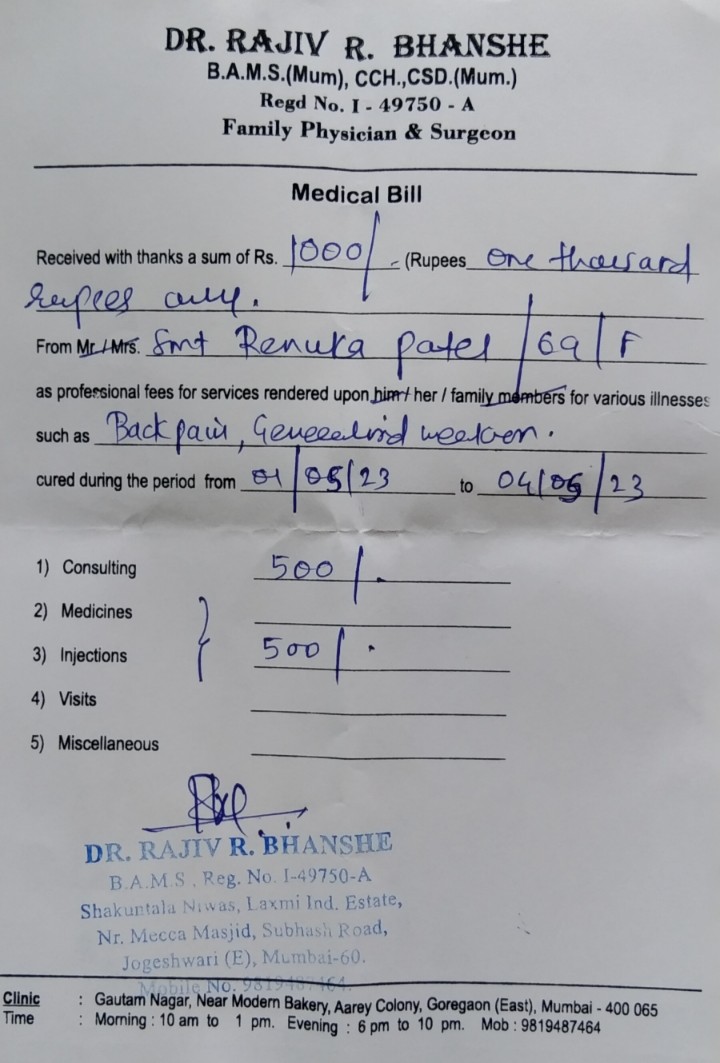 DR. RAJIV R. BHANSHE
B.A.M.S.(Mum), CCH.,CSD.(Mum.)
Regd No. I - 49750 - A
Family Physician & Surgeon
Medical Bill
Received with thanks a sum of Rs. 1000/- (Rupees one thousand
rupees only.
From Mr. / Mrs. Smt Renuka Patel / 69 / F
as professional fees for services rendered upon him / her / family members for various illnesses
such as Back pain, .
cured during the period from 01/05/23 to 04/05/23
1) Consulting 500/-
2) Medicines
3) Injections 500/.
4) Visits
5) Miscellaneous
DR. RAJIV R. BHANSHE
B.A.M.S., Reg. No. I-49750-A
Shakuntala Niwas, Laxmi Ind. Estate,
Nr. Mecca Masjid, Subhash Road,
Jogeshwari (E), Mumbai-60.
Mobile No. 9819487464.
Clinic : Gautam Nagar, Near Modern Bakery, Aarey Colony, Goregaon (East), Mumbai - 400 065
Time : Morning : 10 am to 1 pm. Evening : 6 pm to 10 pm. Mob : 9819487464